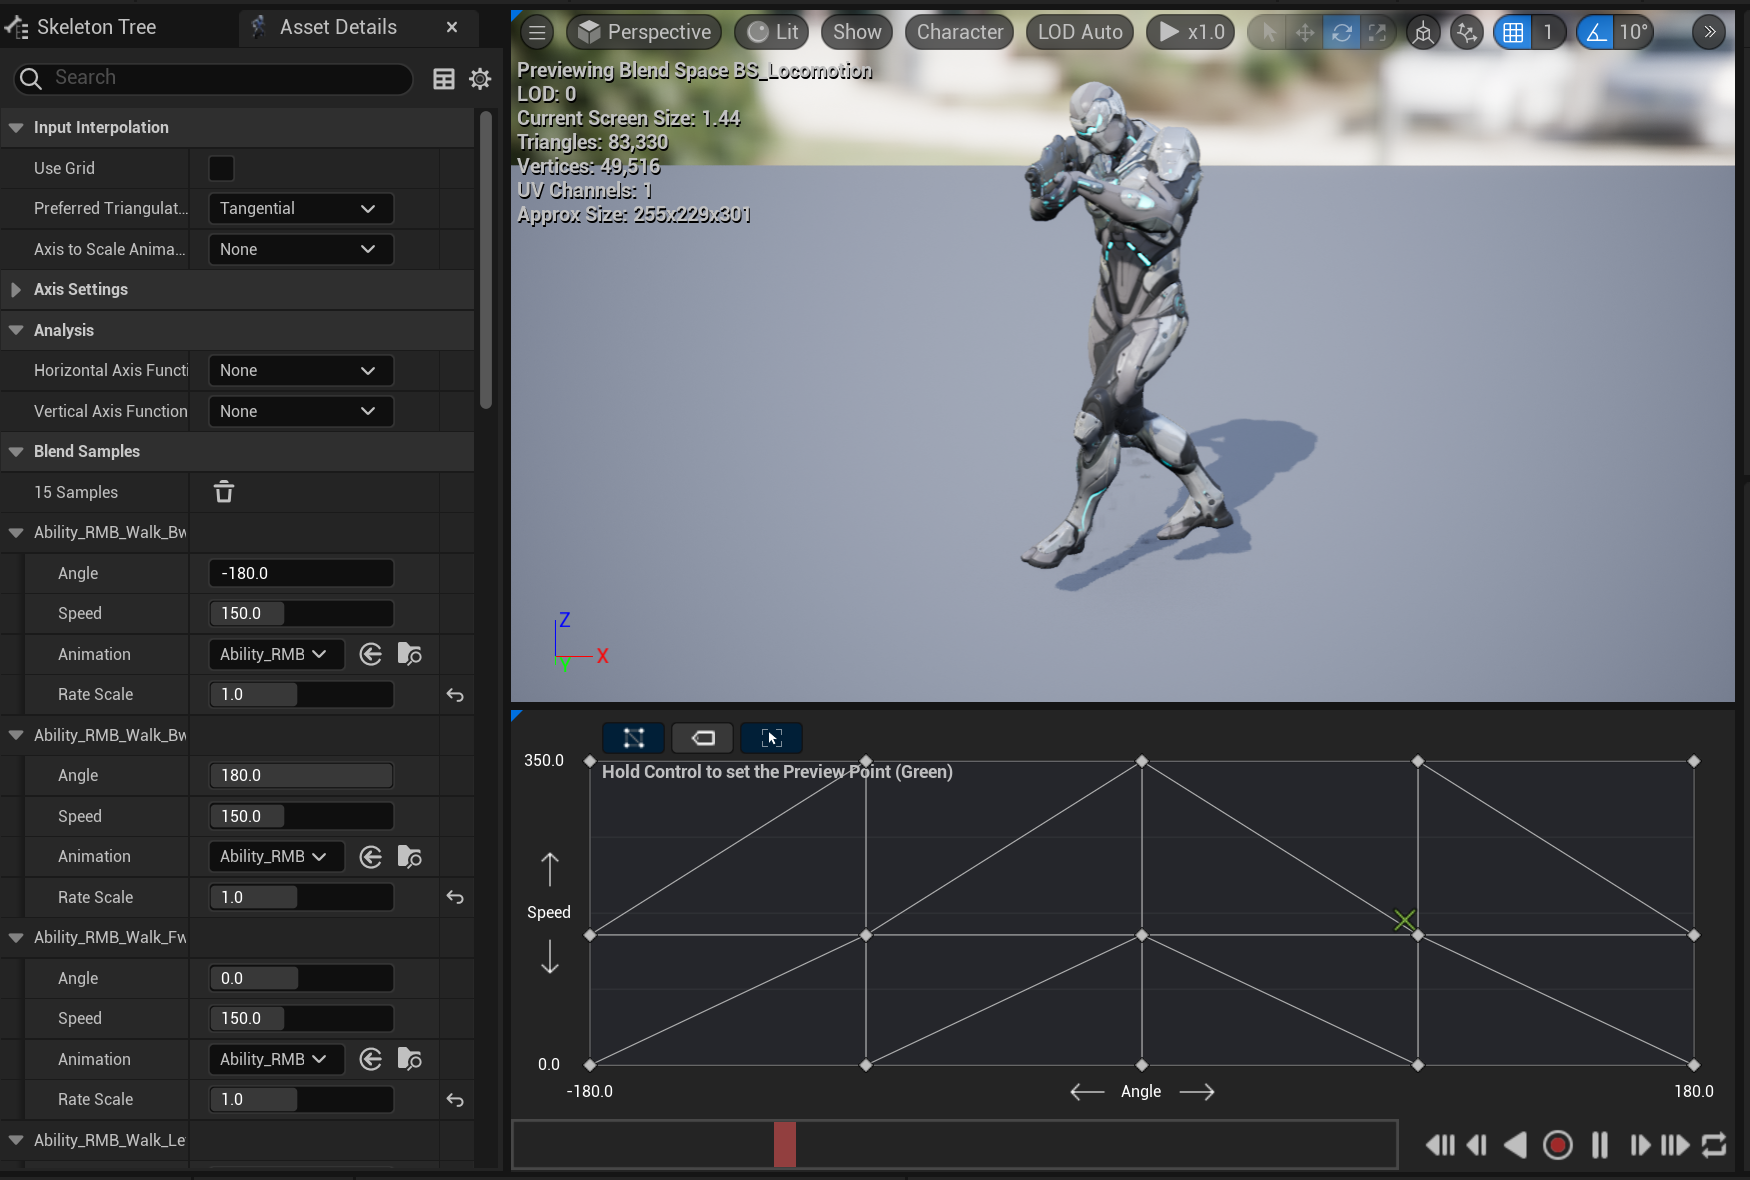 Skeleton Tree
Asset Details
Search
Input Interpolation
Use Grid
Preferred Triangulat...
Tangential
Axis to Scale Anima...
None
Axis Settings
Analysis
Horizontal Axis Functi
None
Vertical Axis Function
None
Blend Samples
15 Samples
Ability_RMB_Walk_Bw
Angle
-180.0
Speed
150.0
Animation
Ability_RMB
Rate Scale
1.0
Ability_RMB_Walk_Bw
Angle
180.0
Speed
150.0
Animation
Ability_RMB
Rate Scale
1.0
Ability_RMB_Walk_Fw
Angle
0.0
Speed
150.0
Animation
Ability_RMB
Rate Scale
1.0
Ability_RMB_Walk_Le
Perspective
Lit
Show
Character
LOD Auto
x1.0
1
10°
Previewing Blend Space BS_Locomotion
LOD: 0
Current Screen Size: 1.44
Triangles: 83,330
Vertices: 49,516
UV Channels: 1
Approx Size: 255x229x301
Z
X
Y
350.0
Hold Control to set the Preview Point (Green)
Speed
0.0
-180.0
Angle
180.0